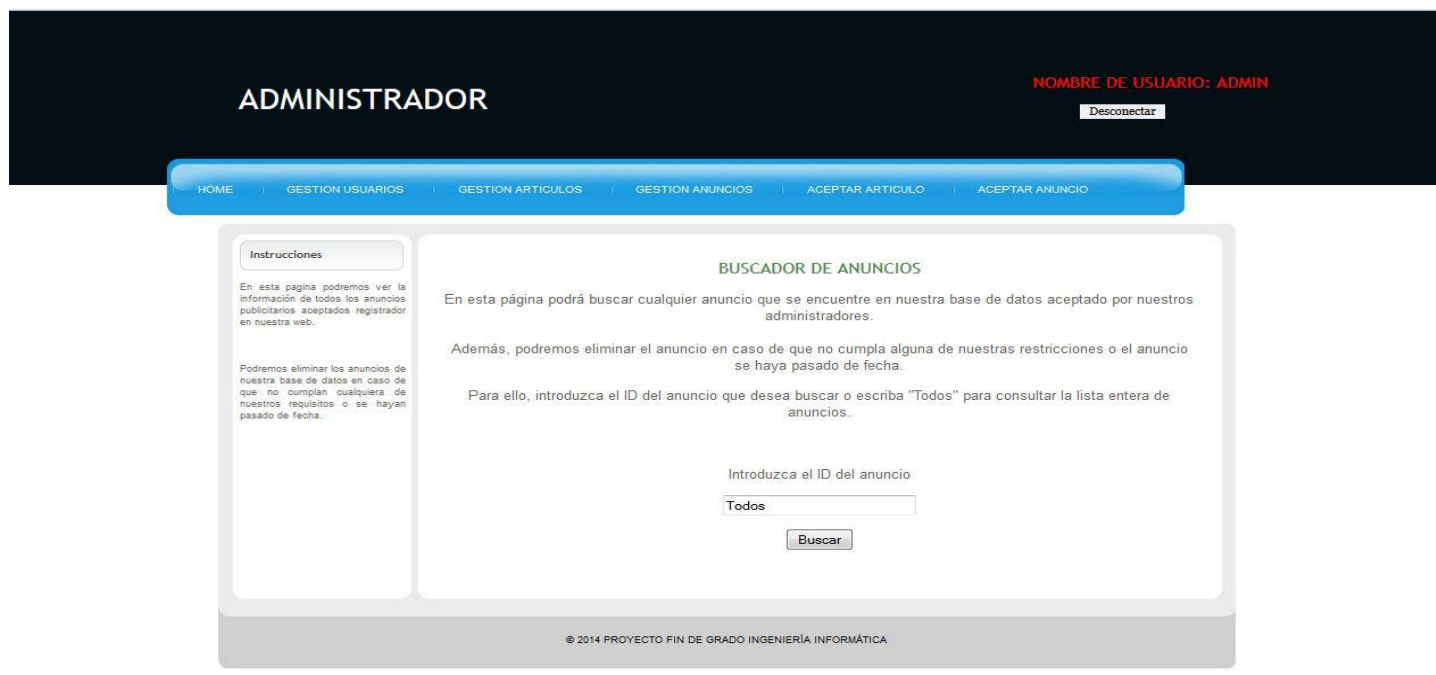 ADMINISTRADOR
NOMBRE DE USUARIO: ADMIN
Desconectar
HOME
GESTION USUARIOS
GESTION ARTICULOS
GESTION ANUNCIOS
ACEPTAR ARTICULO
ACEPTAR ANUNCIO
Instrucciones
En esta pagina podremos ver la
información de todos los anuncios
publicitarios aceptados registrador
en nuestra web.
Podremos eliminar los anuncios de
nuestra base de datos en caso de
que no cumplan cualquiera de
nuestros requisitos o se hayan
pasado de fecha.
BUSCADOR DE ANUNCIOS
En esta página podrá buscar cualquier anuncio que se encuentre en nuestra base de datos aceptado por nuestros
administradores.
Además, podremos eliminar el anuncio en caso de que no cumpla alguna de nuestras restricciones o el anuncio
se haya pasado de fecha.
Para ello, introduzca el ID del anuncio que desea buscar o escriba "Todos" para consultar la lista entera de
anuncios.
Introduzca el ID del anuncio
Todos
Buscar
© 2014 PROYECTO FIN DE GRADO INGENIERÍA INFORMÁTICA